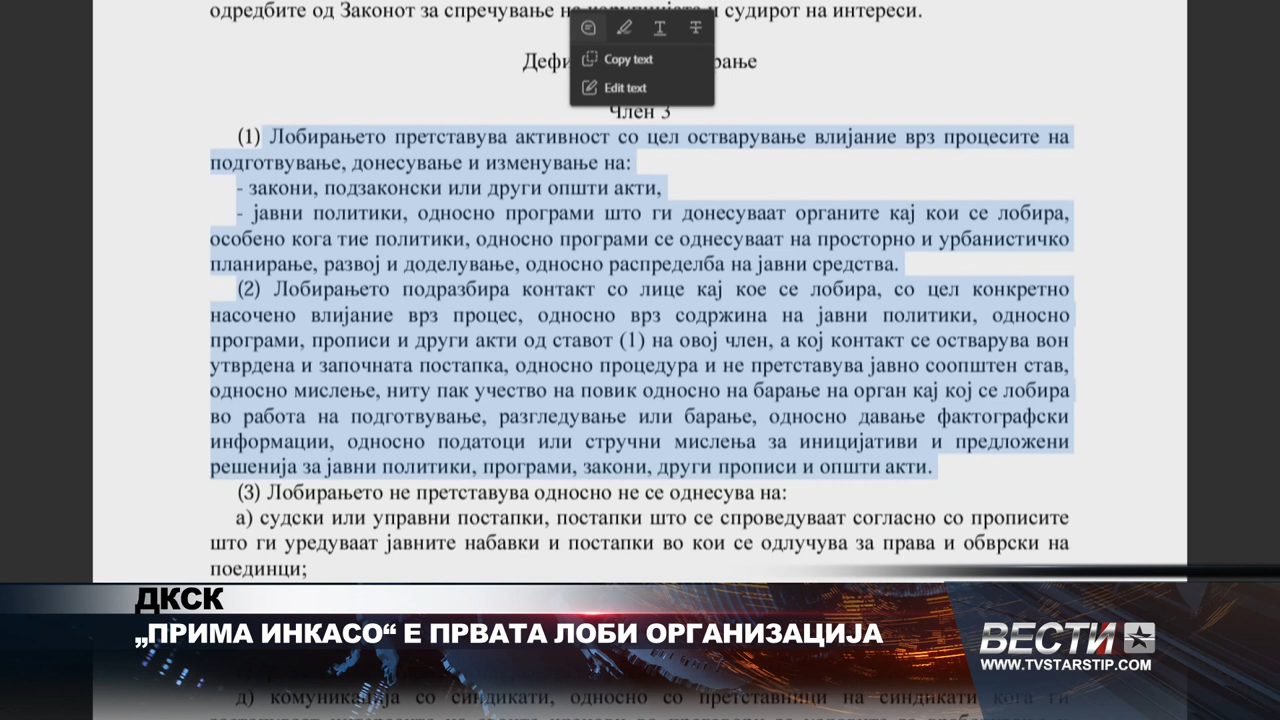 одредбите од Законот за спречување на корупцијата и судирот на интереси.
Copy text
Edit text
Член 3
(1) Лобирањето претставува активност со цел остварување влијание врз процесите на
подготвување, донесување и изменување на:
- закони, подзаконски или други општи акти,
- јавни политики, односно програми што ги донесуваат органите кај кои се лобира,
особено кога тие политики, односно програми се однесуваат на просторно и урбанистичко
планирање, развој и доделување, односно распределба на јавни средства.
(2) Лобирањето подразбира контакт со лице кај кое се лобира, со цел конкретно
насочено влијание врз процес, односно врз содржина на јавни политики, односно
програми, прописи и други акти од ставот (1) на овој член, а кој контакт се остварува вон
утврдена и започната постапка, односно процедура и не претставува јавно соопштен став,
односно мислење, ниту пак учество на повик односно на барање на орган кај кој се лобира
во работа на подготвување, разгледување или барање, односно давање фактографски
информации, односно податоци или стручни мислења за иницијативи и предложени
решенија за јавни политики, програми, закони, други прописи и општи акти.
(3) Лобирањето не претставува односно не се однесува на:
а) судски или управни постапки, постапки што се спроведуваат согласно со прописите
што ги уредуваат јавните набавки и постапки во кои се одлучува за права и обврски на
поединци;
ДКСК
„ПРИМА ИНКАСО“ Е ПРВАТА ЛОБИ ОРГАНИЗАЦИЈА
ВЕСТИ
WWW.TVSTARSTIP.COM
д) комуникација со синдикати, односно со претставници на синдикати кога ги